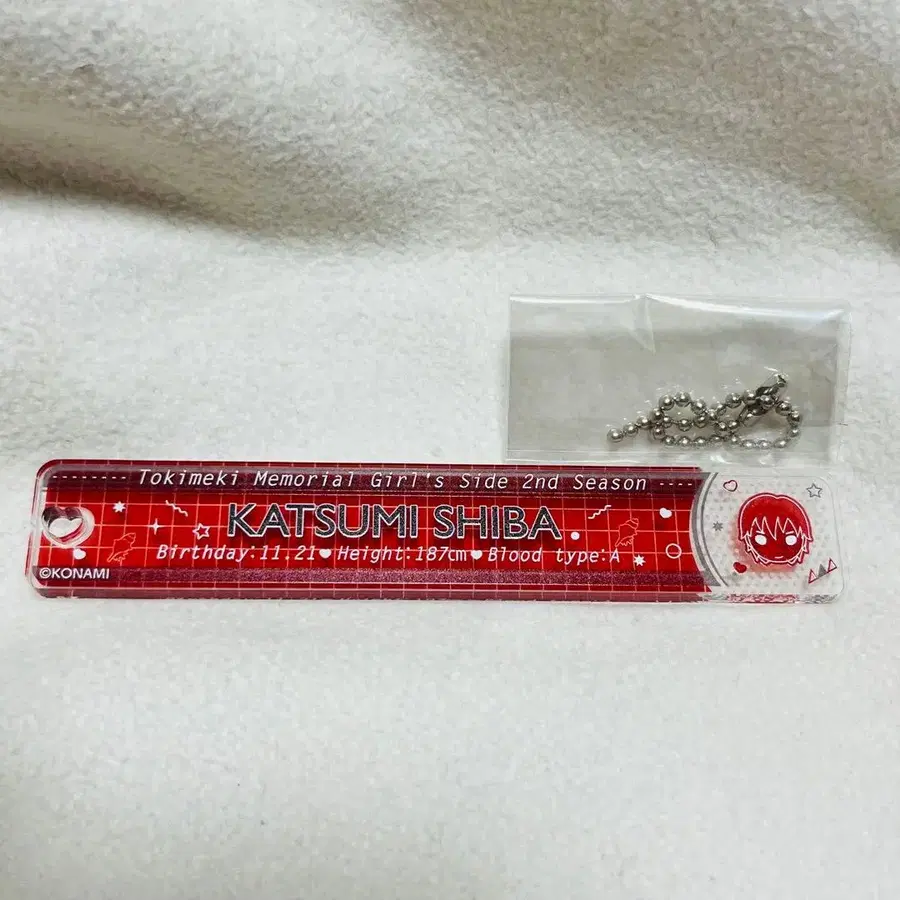 Tokimeki Memorial Girl's Side 2nd Season
KATSUMI SHIBA
Birthday:11.21♥Height:187cm♥Blood type:A
©KONAMI